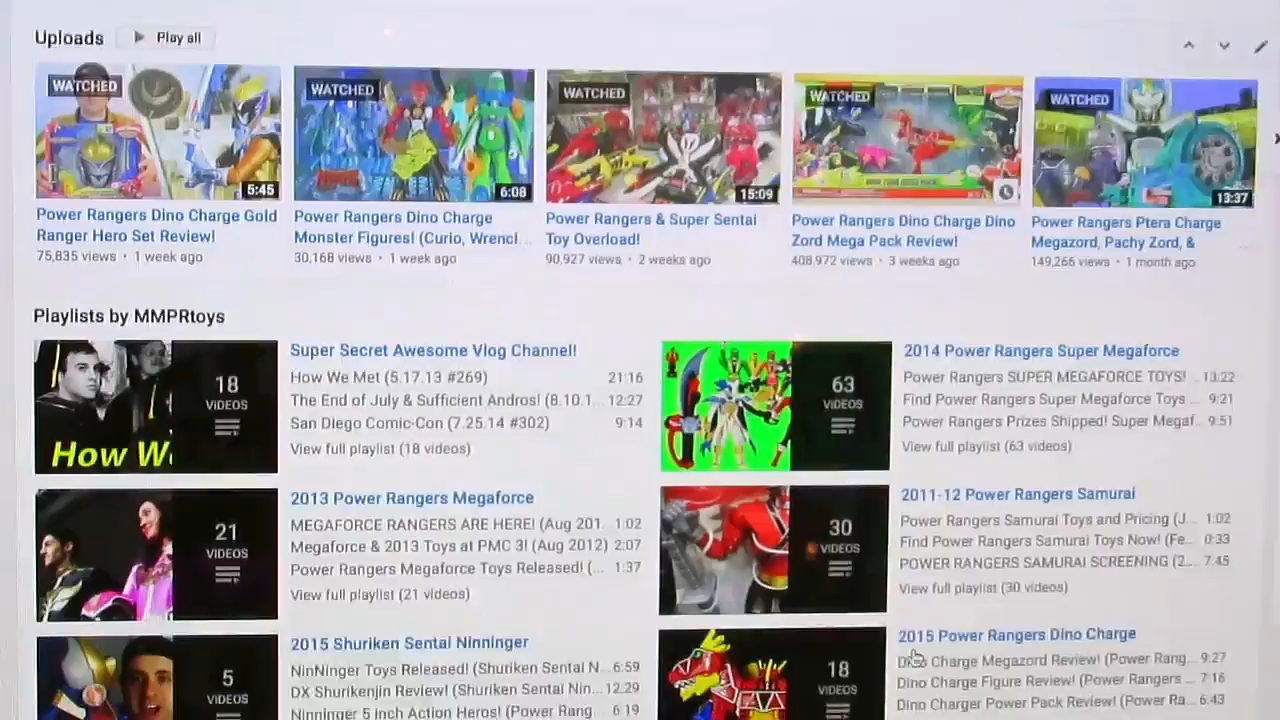 Uploads
Play all
WATCHED
WATCHED
WATCHED
WATCHED
WATCHED
5:45
6:08
15:09
13:37
Power Rangers Dino Charge Gold
Ranger Hero Set Review!
75,835 views • 1 week ago
Power Rangers Dino Charge
Monster Figures! (Curio, Wrencl...
30,168 views • 1 week ago
Power Rangers & Super Sentai
Toy Overload!
90,927 views • 2 weeks ago
Power Rangers Dino Charge Dino
Zord Mega Pack Review!
408,972 views • 3 weeks ago
Power Rangers Ptera Charge
Megazord, Pachy Zord, &
149,266 views • 1 month ago
Playlists by MMPRtoys
How We
18
VIDEOS
Super Secret Awesome Vlog Channel!
How We Met (5.17.13 #269) 21:16
The End of July & Sufficient Andros! (8.10.1... 12:27
San Diego Comic-Con (7.25.14 #302) 9:14
View full playlist (18 videos)
63
VIDEOS
2014 Power Rangers Super Megaforce
Power Rangers SUPER MEGAFORCE TOYS! ... 13:22
Find Power Rangers Super Megaforce Toys ... 9:21
Power Rangers Prizes Shipped! Super Megaf... 9:51
View full playlist (63 videos)
21
VIDEOS
2013 Power Rangers Megaforce
MEGAFORCE RANGERS ARE HERE! (Aug 201... 1:02
Megaforce & 2013 Toys at PMC 3! (Aug 2012) 2:07
Power Rangers Megaforce Toys Released! (... 1:37
View full playlist (21 videos)
30
VIDEOS
2011-12 Power Rangers Samurai
Power Rangers Samurai Toys and Pricing (J... 1:02
Find Power Rangers Samurai Toys Now! (Fe... 0:33
POWER RANGERS SAMURAI SCREENING (2... 7:45
View full playlist (30 videos)
5
VIDEOS
2015 Shuriken Sentai Ninninger
NinNinger Toys Released! (Shuriken Sentai N... 6:59
DX Shurikenjin Review! (Shuriken Sentai Nin... 12:29
Ninninger 5 inch Action Heros! (Power Rang... 6:19
18
VIDEOS
2015 Power Rangers Dino Charge
Dino Charge Megazord Review! (Power Rang... 9:27
Dino Charge Figure Review! (Power Rangers ... 7:16
Dino Charger Power Pack Review! (Power Ra... 6:43